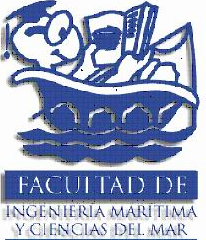 FACULTAD DE
INGENIERÍA MARÍTIMA
Y CIENCIAS DEL MAR